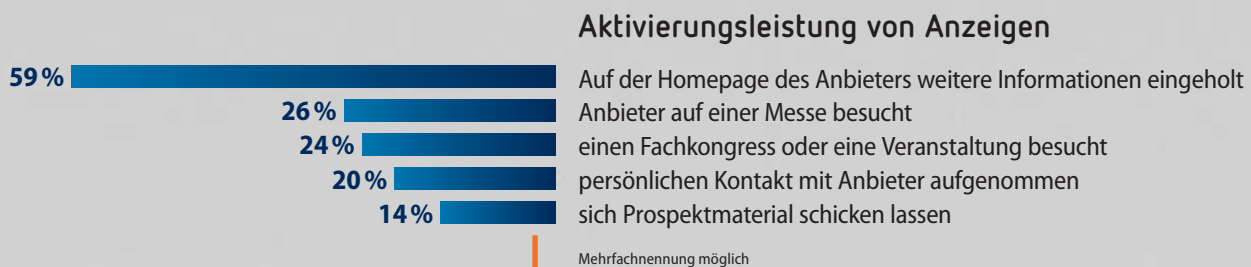 Aktivierungsleistung von Anzeigen
59 % Auf der Homepage des Anbieters weitere Informationen eingeholt
26 % Anbieter auf einer Messe besucht
24 % einen Fachkongress oder eine Veranstaltung besucht
20 % persönlichen Kontakt mit Anbieter aufgenommen
14 % sich Prospektmaterial schicken lassen
Mehrfachnennung möglich